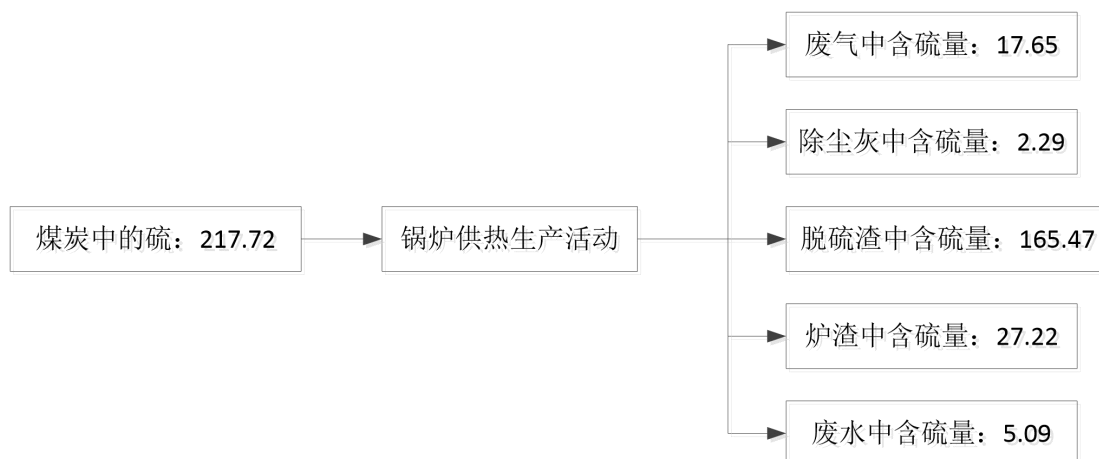 废气中含硫量：17.65
除尘灰中含硫量：2.29
煤炭中的硫：217.72
锅炉供热生产活动
脱硫渣中含硫量：165.47
炉渣中含硫量：27.22
废水中含硫量：5.09